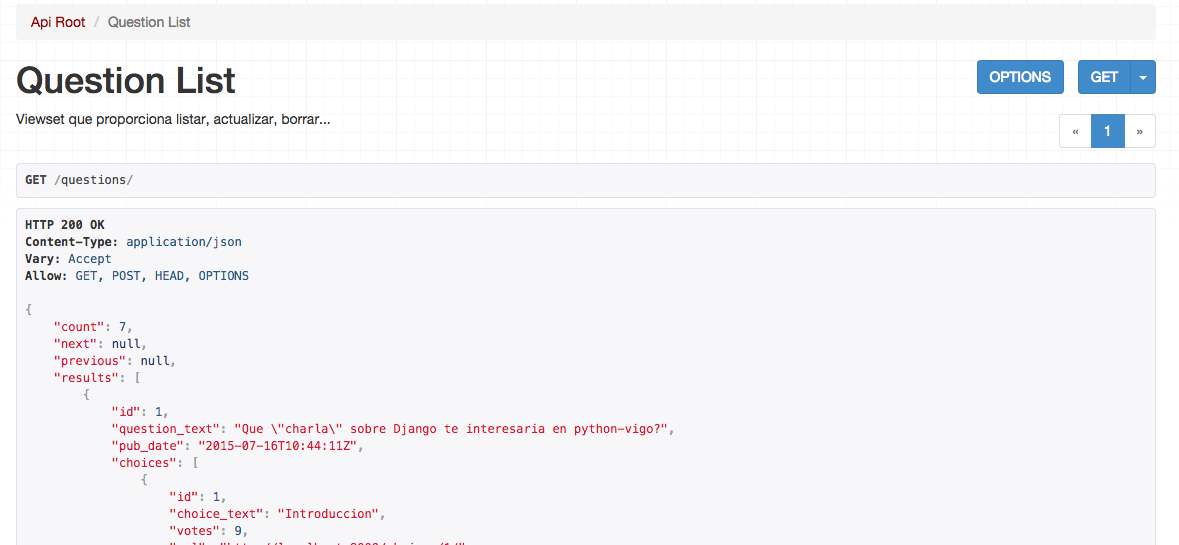 Api Root / Question List
Question List
OPTIONS GET
Viewset que proporciona listar, actualizar, borrar...
« 1 »
GET /questions/
HTTP 200 OK
Content-Type: application/json
Vary: Accept
Allow: GET, POST, HEAD, OPTIONS
{
"count": 7,
"next": null,
"previous": null,
"results": [
{
"id": 1,
"question_text": "Que \"charla\" sobre Django te interesaria en python-vigo?",
"pub_date": "2015-07-16T10:44:11Z",
"choices": [
{
"id": 1,
"choice_text": "Introduccion",
"votes": 9,